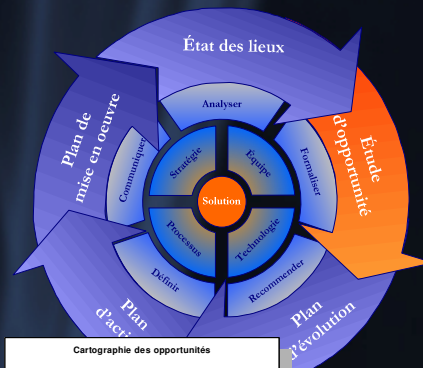 État des lieux
Étude
d'opportunité
Plan
d'évolution
Plan
Plan de
mise en oeuvre
Analyser
Formaliser
Recommender
Définir
Communiquer
Stratégie
Équipe
Technologie
Processus
Solution
Cartographie des opportunités